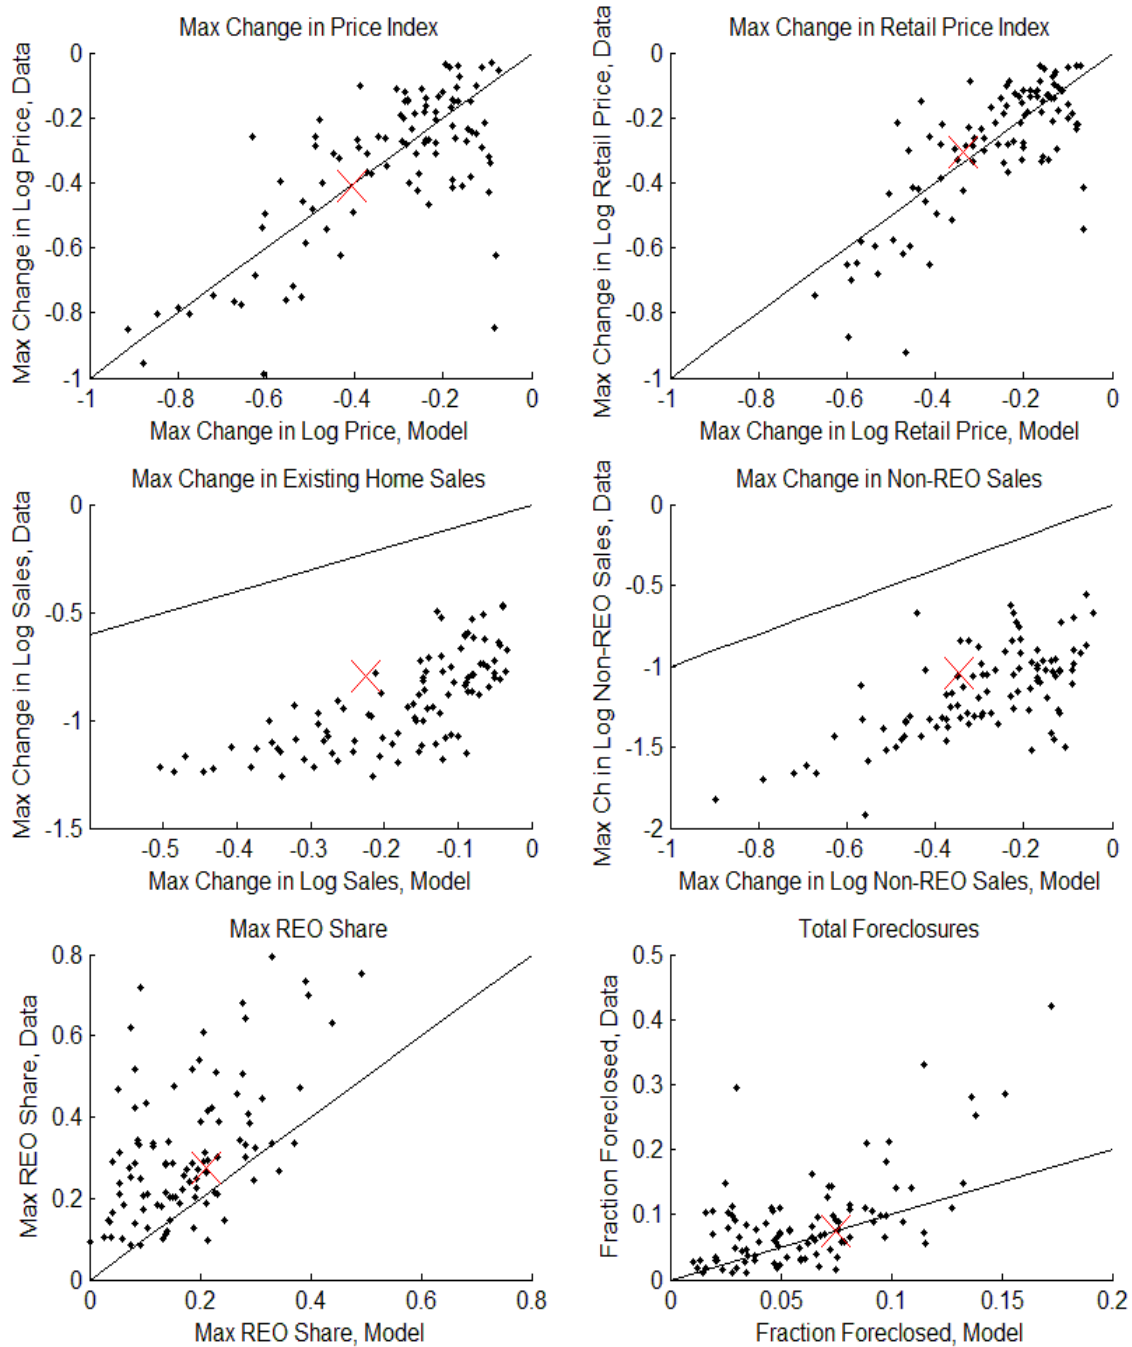 Max Change in Price Index
Max Change in Log Price, Data
0
-0.2
-0.4
-0.6
-0.8
-1
-1 -0.8 -0.6 -0.4 -0.2 0
Max Change in Log Price, Model
Max Change in Retail Price Index
Max Change in Log Retail Price, Data
0
-0.2
-0.4
-0.6
-0.8
-1
-1 -0.8 -0.6 -0.4 -0.2 0
Max Change in Log Retail Price, Model
Max Change in Existing Home Sales
Max Change in Log Sales, Data
0
-0.5
-1
-1.5
-0.5 -0.4 -0.3 -0.2 -0.1 0
Max Change in Log Sales, Model
Max Change in Non-REO Sales
Max Ch in Log Non-REO Sales, Data
0
-0.5
-1
-1.5
-2
-1 -0.8 -0.6 -0.4 -0.2 0
Max Change in Log Non-REO Sales, Model
Max REO Share
Max REO Share, Data
0.8
0.6
0.4
0.2
0
0 0.2 0.4 0.6 0.8
Max REO Share, Model
Total Foreclosures
Fraction Foreclosed, Data
0.5
0.4
0.3
0.2
0.1
0
0 0.05 0.1 0.15 0.2
Fraction Foreclosed, Model